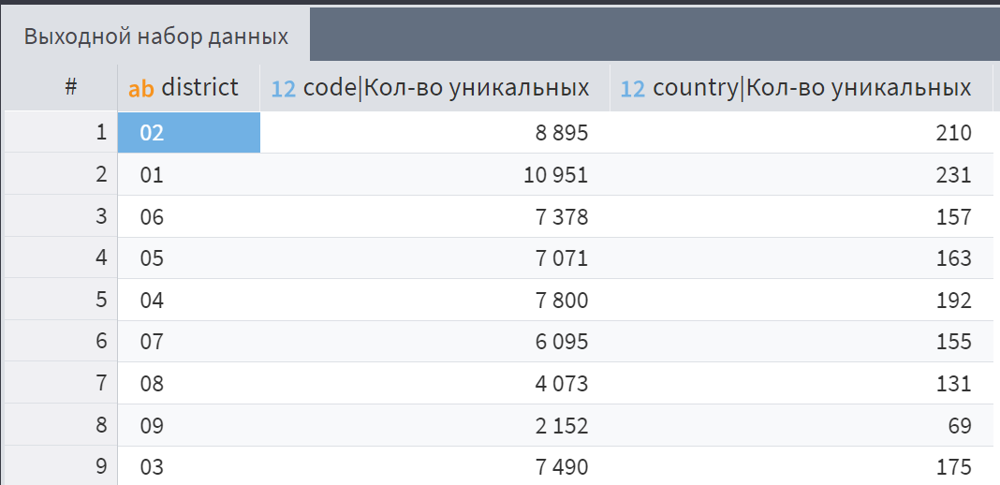 Выходной набор данных
# ab district 12 code|Кол-во уникальных 12 country|Кол-во уникальных
1 02 8 895 210
2 01 10 951 231
3 06 7 378 157
4 05 7 071 163
5 04 7 800 192
6 07 6 095 155
7 08 4 073 131
8 09 2 152 69
9 03 7 490 175